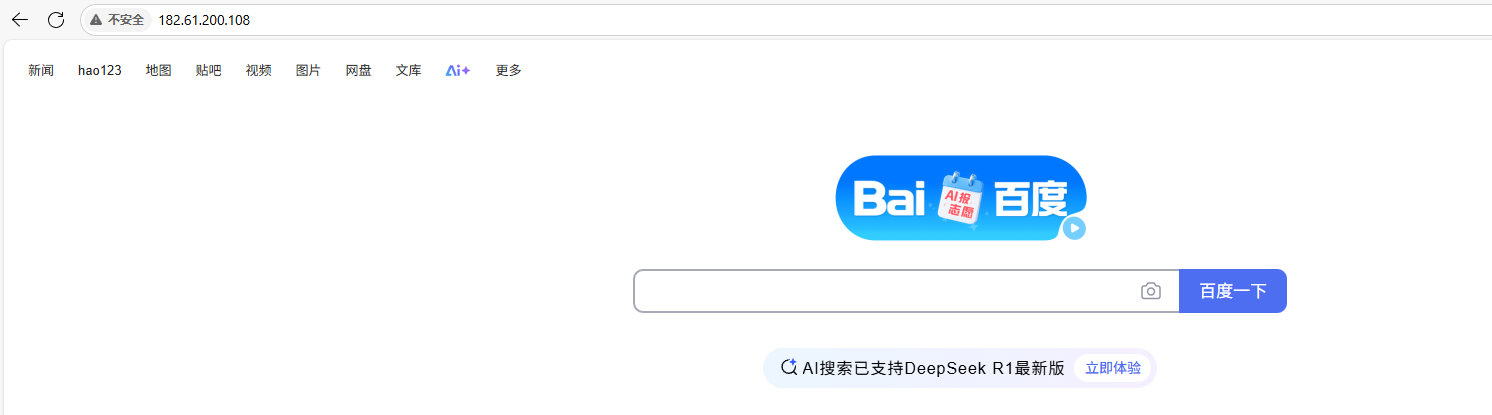 不安全 182.61.200.108
新闻 hao123 地图 贴吧 视频 图片 网盘 文库 Ai+ 更多
Bai AI报志愿 百度
百度一下
AI搜索已支持DeepSeek R1最新版 立即体验